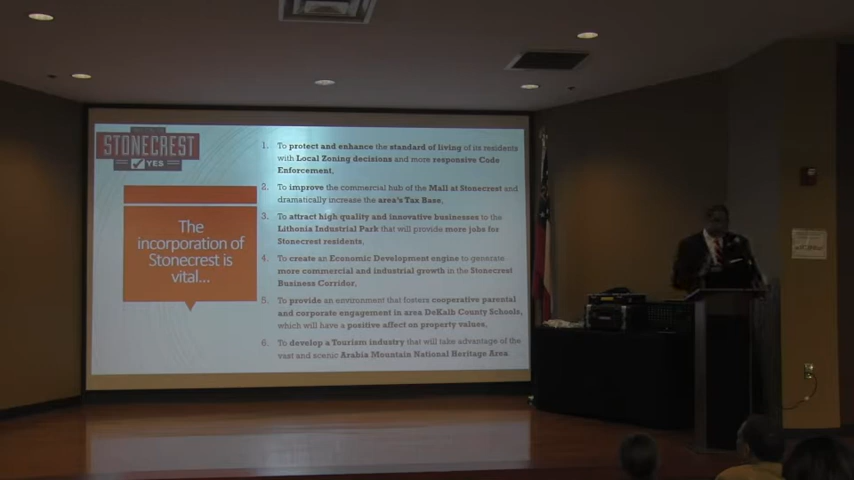 STONECREST
YES
The
incorporation of
Stonecrest is
vital...
1. To protect and enhance the standard of living of its residents
with Local Zoning decisions and more responsive Code
Enforcement,
2. To improve the commercial hub of the Mall at Stonecrest and
dramatically increase the area's Tax Base,
3. To attract high quality and innovative businesses to the
Lithonia Industrial Park that will provide more jobs for
Stonecrest residents,
4. To create an Economic Development engine to generate
more commercial and industrial growth in the Stonecrest
Business Corridor,
5. To provide an environment that fosters cooperative parental
and corporate engagement in area DeKalb County Schools,
which will have a positive affect on property values,
6. To develop a Tourism industry that will take advantage of the
vast and scenic Arabia Mountain National Heritage Area